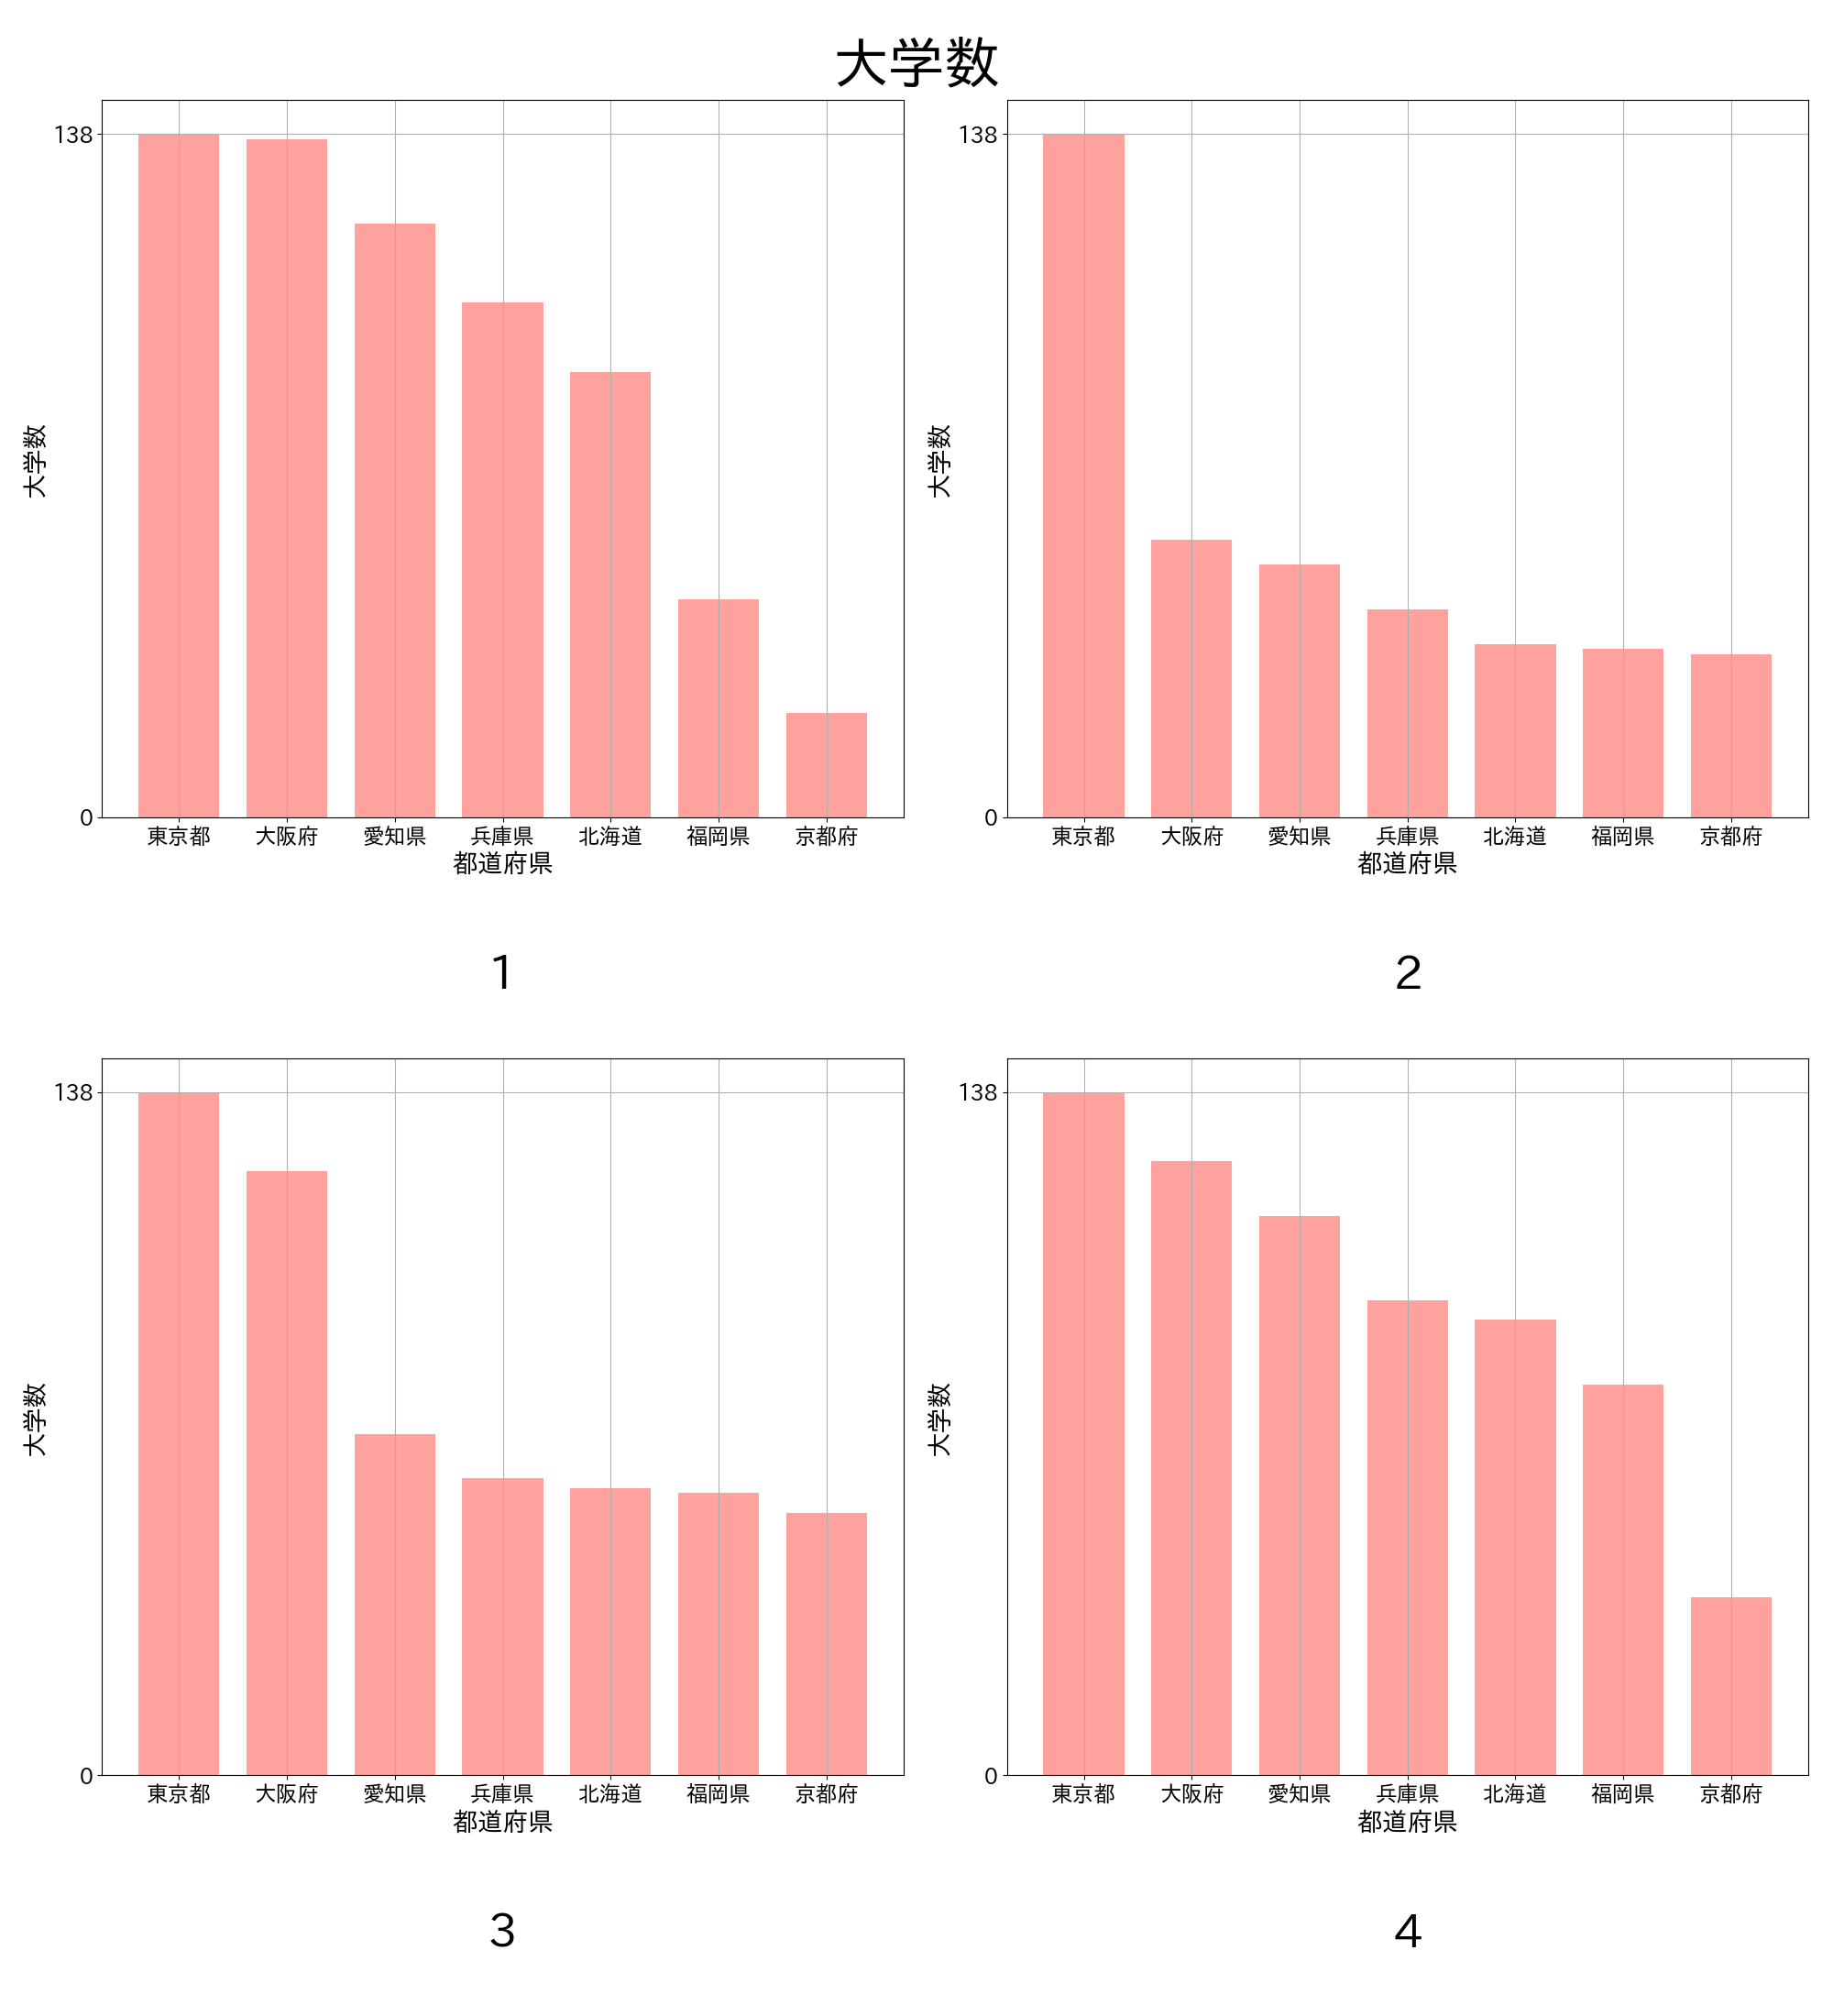 大学数
138
0
大学数
東京都 大阪府 愛知県 兵庫県 北海道 福岡県 京都府
都道府県
1
138
0
大学数
東京都 大阪府 愛知県 兵庫県 北海道 福岡県 京都府
都道府県
2
138
0
大学数
東京都 大阪府 愛知県 兵庫県 北海道 福岡県 京都府
都道府県
3
138
0
大学数
東京都 大阪府 愛知県 兵庫県 北海道 福岡県 京都府
都道府県
4